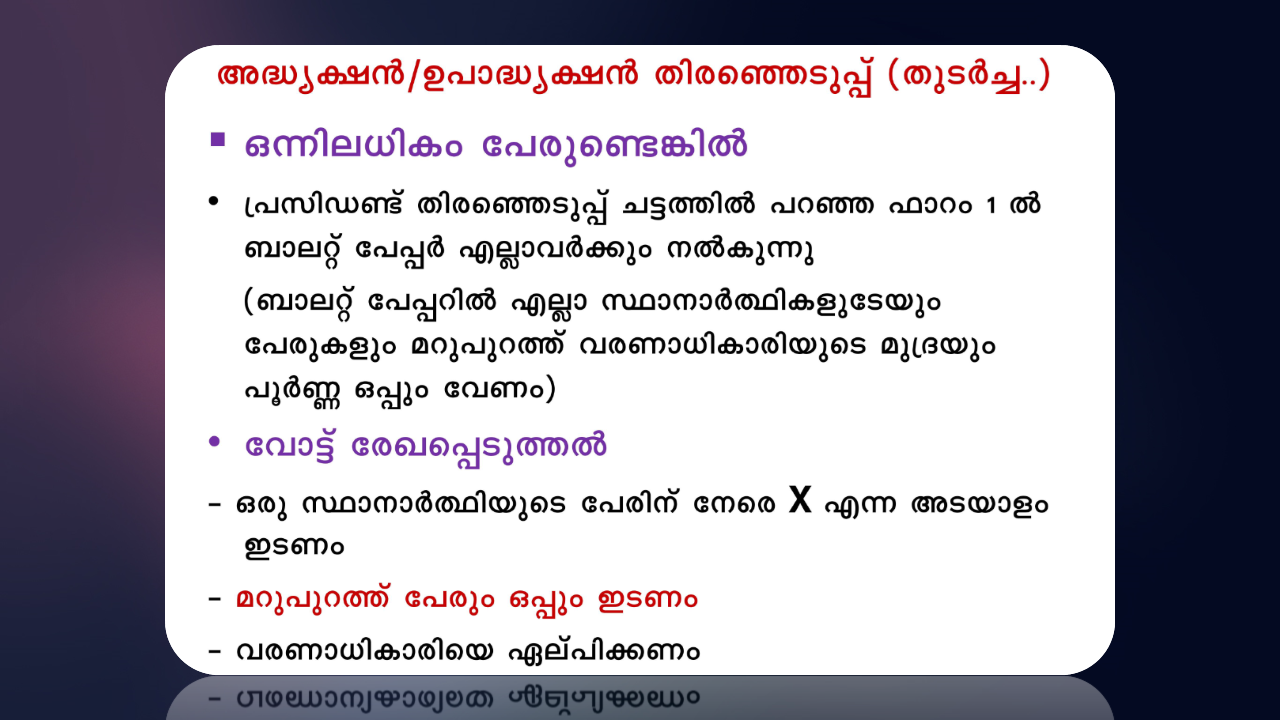 അദ്ധ്യക്ഷൻ/ഉപാദ്ധ്യക്ഷൻ തിരഞ്ഞെടുപ്പ് (തുടർച്ച..)
▪ ഒന്നിലധികം പേരുണ്ടെങ്കിൽ
• പ്രസിഡണ്ട് തിരഞ്ഞെടുപ്പ് ചട്ടത്തിൽ പറഞ്ഞ ഫാറം 1 ൽ
ബാലറ്റ് പേപ്പർ എല്ലാവർക്കും നൽകുന്നു
(ബാലറ്റ് പേപ്പറിൽ എല്ലാ സ്ഥാനാർത്ഥികളുടേയും
പേരുകളും മറുപുറത്ത് വരണാധികാരിയുടെ മുദ്രയും
പൂർണ്ണ ഒപ്പും വേണം)
• വോട്ട് രേഖപ്പെടുത്തൽ
– ഒരു സ്ഥാനാർത്ഥിയുടെ പേരിന് നേരെ X എന്ന അടയാളം
ഇടണം
– മറുപുറത്ത് പേരും ഒപ്പും ഇടണം
– വരണാധികാരിയെ ഏല്പിക്കണം